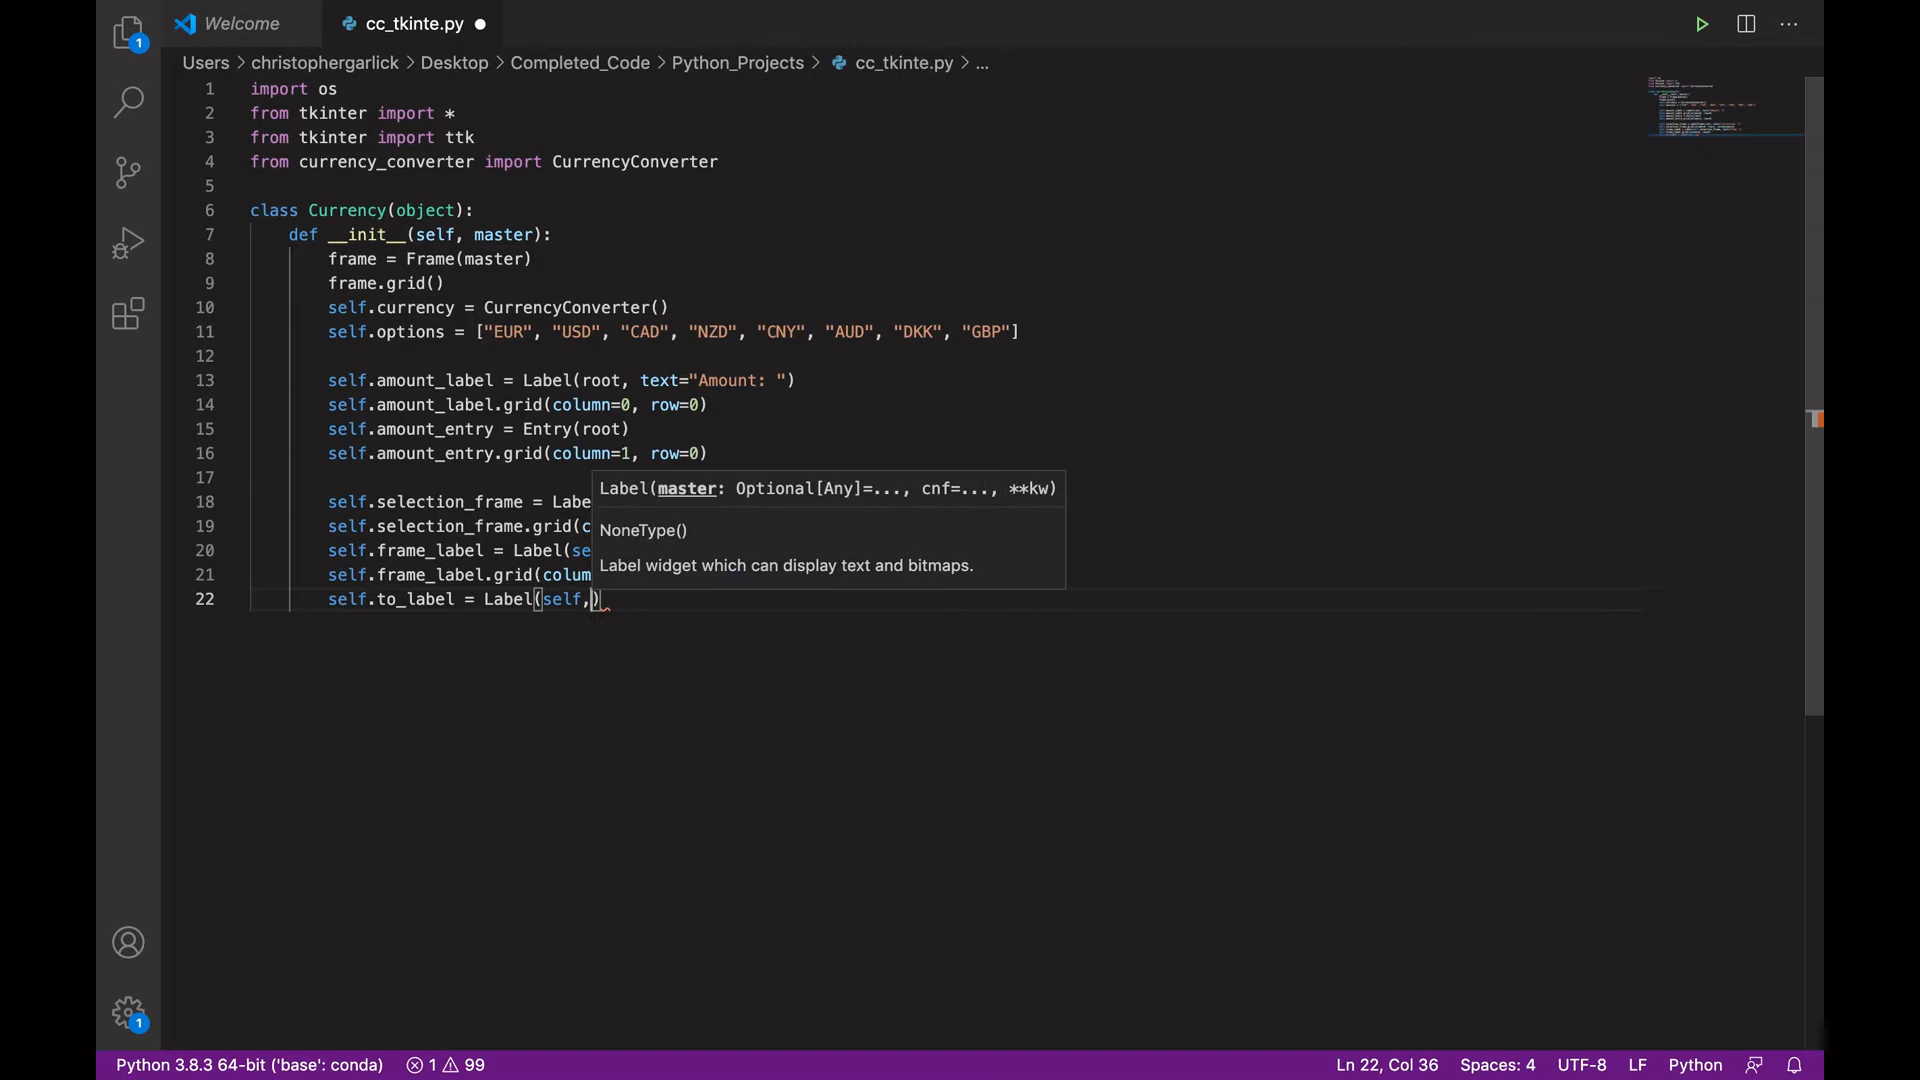 Welcome
cc_tkinte.py
Users > christophergarlick > Desktop > Completed_Code > Python_Projects > cc_tkinte.py > ...
1 import os
2 from tkinter import *
3 from tkinter import ttk
4 from currency_converter import CurrencyConverter
5
6 class Currency(object):
7 def __init__(self, master):
8 frame = Frame(master)
9 frame.grid()
10 self.currency = CurrencyConverter()
11 self.options = ["EUR", "USD", "CAD", "NZD", "CNY", "AUD", "DKK", "GBP"]
12
13 self.amount_label = Label(root, text="Amount: ")
14 self.amount_label.grid(column=0, row=0)
15 self.amount_entry = Entry(root)
16 self.amount_entry.grid(column=1, row=0)
17
18 self.selection_frame = Labe
19 self.selection_frame.grid(c
20 self.frame_label = Label(se
21 self.frame_label.grid(colum
22 self.to_label = Label(self,)
Label(master: Optional[Any]=..., cnf=..., **kw)
NoneType()
Label widget which can display text and bitmaps.
1
1
Python 3.8.3 64-bit ('base': conda) 1 99 Ln 22, Col 36 Spaces: 4 UTF-8 LF Python